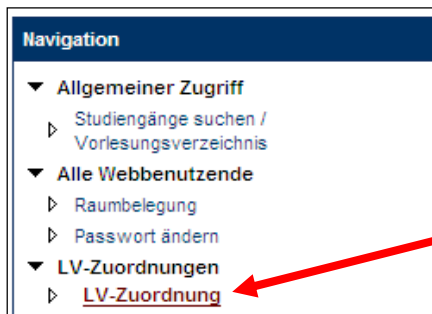 Navigation
Allgemeiner Zugriff
Studiengänge suchen /
Vorlesungsverzeichnis
Alle Webbenutzende
Raumbelegung
Passwort ändern
LV-Zuordnungen
LV-Zuordnung